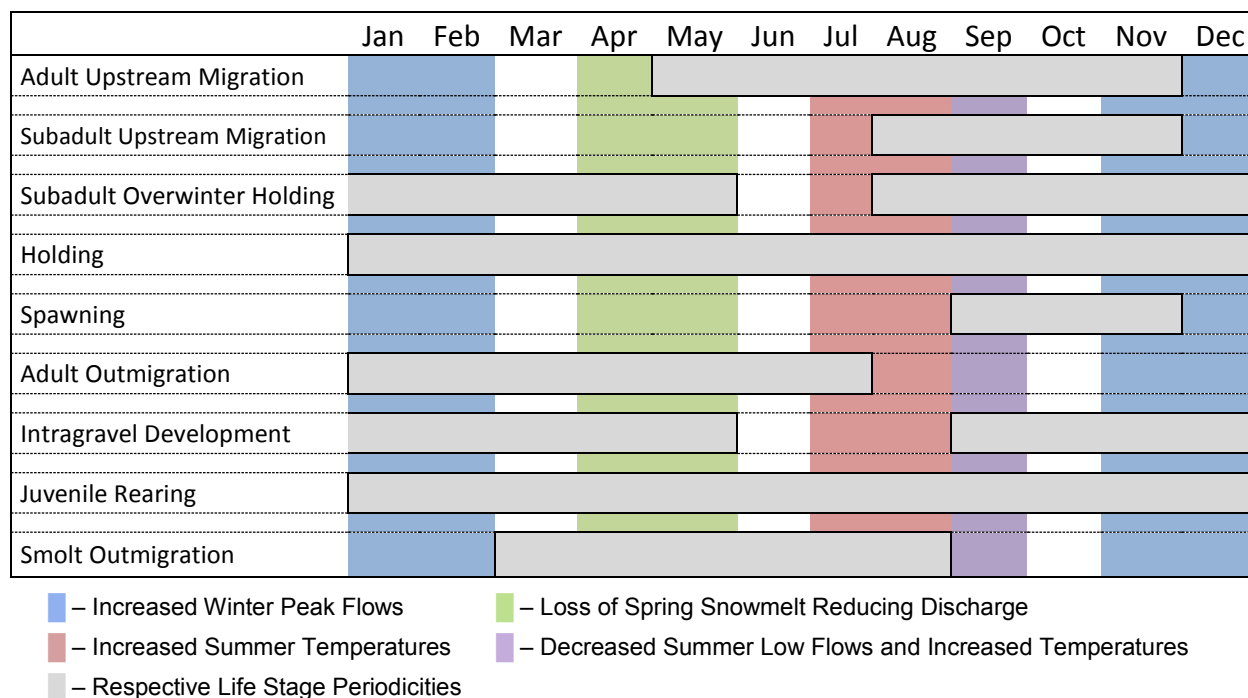 Jan Feb Mar Apr May Jun Jul Aug Sep Oct Nov Dec
Adult Upstream Migration
Subadult Upstream Migration
Subadult Overwinter Holding
Holding
Spawning
Adult Outmigration
Intragravel Development
Juvenile Rearing
Smolt Outmigration
– Increased Winter Peak Flows – Loss of Spring Snowmelt Reducing Discharge
– Increased Summer Temperatures – Decreased Summer Low Flows and Increased Temperatures
– Respective Life Stage Periodicities